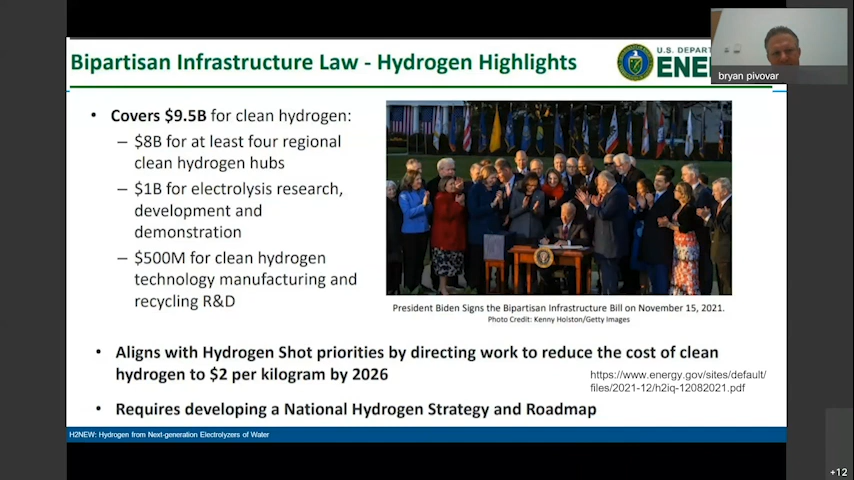 Bipartisan Infrastructure Law - Hydrogen Highlights
U.S. DEPART
ENE
bryan pivovar
• Covers $9.5B for clean hydrogen:
– $8B for at least four regional
clean hydrogen hubs
– $1B for electrolysis research,
development and
demonstration
– $500M for clean hydrogen
technology manufacturing and
recycling R&D
President Biden Signs the Bipartisan Infrastructure Bill on November 15, 2021.
Photo Credit: Kenny Holston/Getty Images
• Aligns with Hydrogen Shot priorities by directing work to reduce the cost of clean
hydrogen to $2 per kilogram by 2026
https://www.energy.gov/sites/default/
files/2021-12/h2iq-12082021.pdf
• Requires developing a National Hydrogen Strategy and Roadmap
H2NEW: Hydrogen from Next-generation Electrolyzers of Water
+12